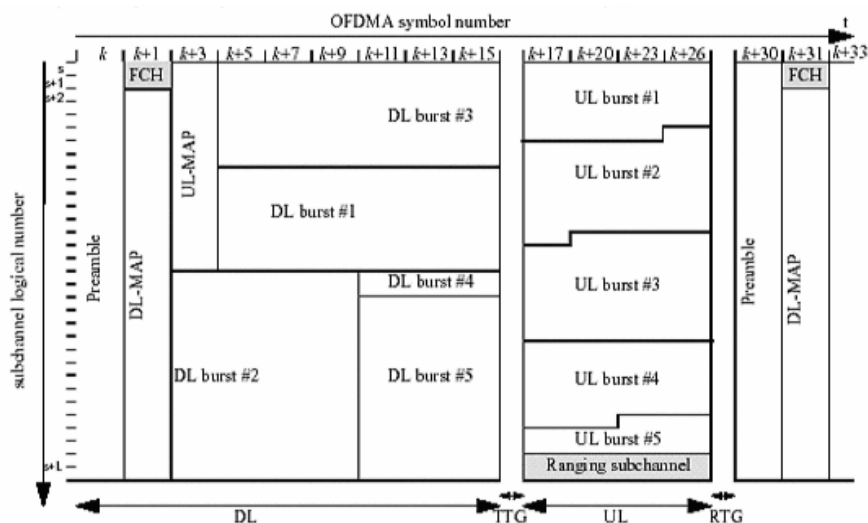 OFDMA symbol number
t
k k+1 k+3 k+5 k+7 k+9 k+11 k+13 k+15 k+17 k+20 k+23 k+26 k+30 k+31 k+33
s
s+1
s+2
s+L
subchannel logical number
Preamble
FCH
DL-MAP
UL-MAP
DL burst #3
DL burst #1
DL burst #4
DL burst #2
DL burst #5
UL burst #1
UL burst #2
UL burst #3
UL burst #4
UL burst #5
Ranging subchannel
Preamble
FCH
DL-MAP
DL TTG UL RTG